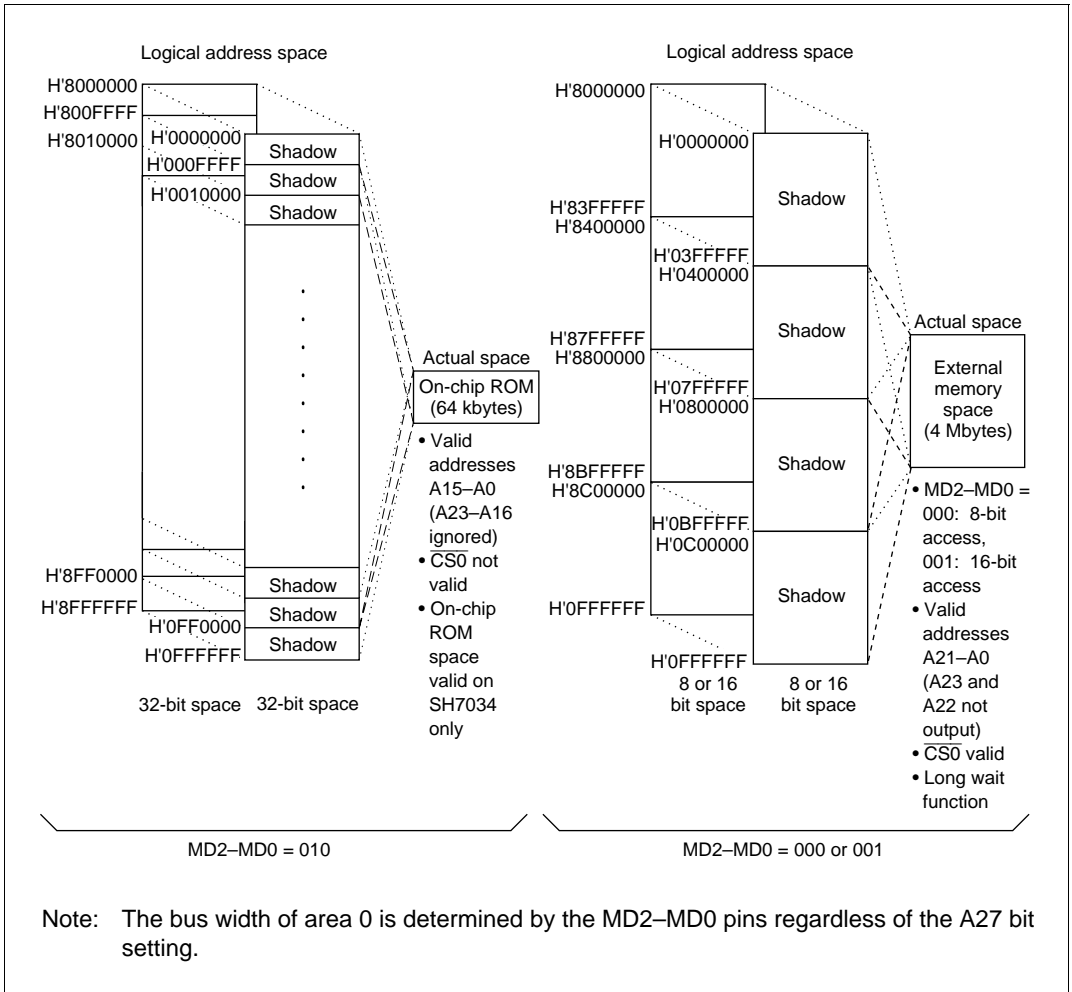 Logical address space
H'8000000
H'800FFFF
H'8010000
H'0000000
H'000FFFF
H'0010000
Shadow
Shadow
Shadow
H'8FF0000
H'8FFFFFF
H'0FF0000
H'0FFFFFF
Shadow
Shadow
Shadow
32-bit space
32-bit space
Actual space
On-chip ROM
(64 kbytes)
• Valid
addresses
A15–A0
(A23–A16
ignored)
• CS0 not
valid
• On-chip
ROM
space
valid on
SH7034
only
MD2–MD0 = 010
Logical address space
H'8000000
H'0000000
H'83FFFFF
H'8400000
H'03FFFFF
H'0400000
H'87FFFFF
H'8800000
H'07FFFFF
H'0800000
H'8BFFFFF
H'8C00000
H'0BFFFFF
H'0C00000
H'0FFFFFF
H'0FFFFFF
Shadow
Shadow
Shadow
Shadow
8 or 16
bit space
8 or 16
bit space
Actual space
External
memory
space
(4 Mbytes)
• MD2–MD0 =
000: 8-bit
access,
001: 16-bit
access
• Valid
addresses
A21–A0
(A23 and
A22 not
output)
• CS0 valid
• Long wait
function
MD2–MD0 = 000 or 001
Note: The bus width of area 0 is determined by the MD2–MD0 pins regardless of the A27 bit
setting.